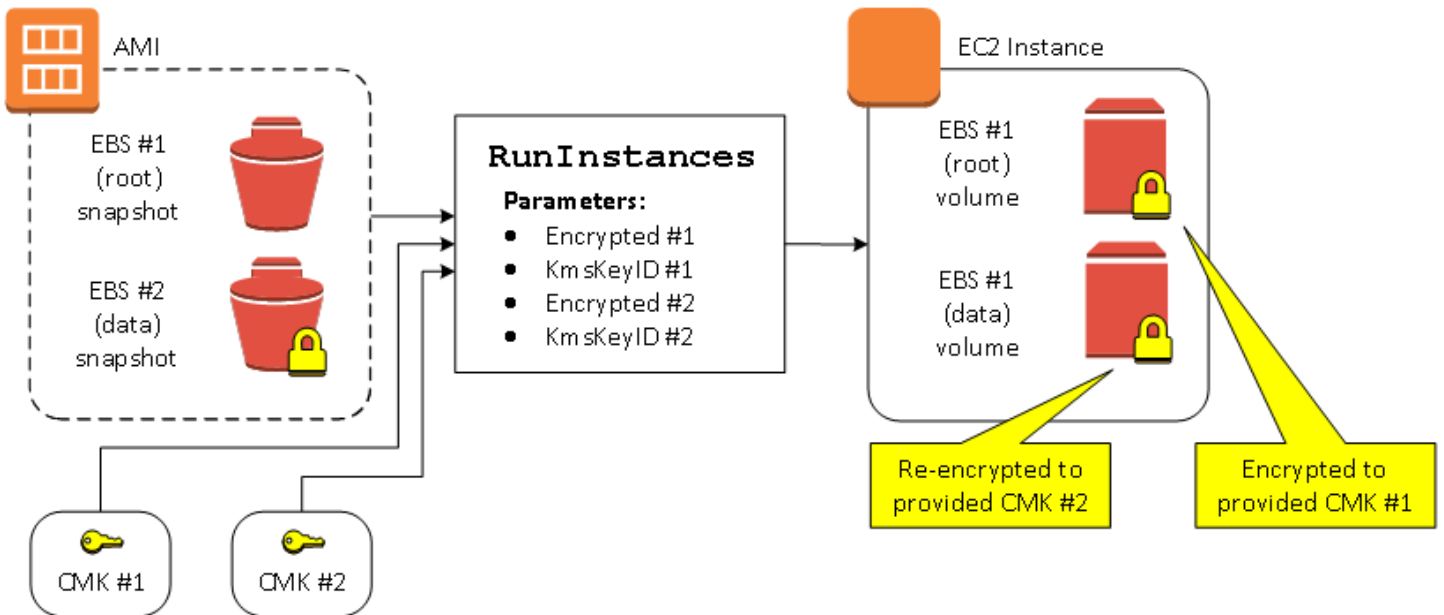 AMI
EBS #1
(root)
snapshot
EBS #2
(data)
snapshot
RunInstances
Parameters:
• Encrypted #1
• KmsKeyID #1
• Encrypted #2
• KmsKeyID #2
EC2 Instance
EBS #1
(root)
volume
EBS #1
(data)
volume
Re-encrypted to
provided CMK #2
Encrypted to
provided CMK #1
CMK #1
CMK #2